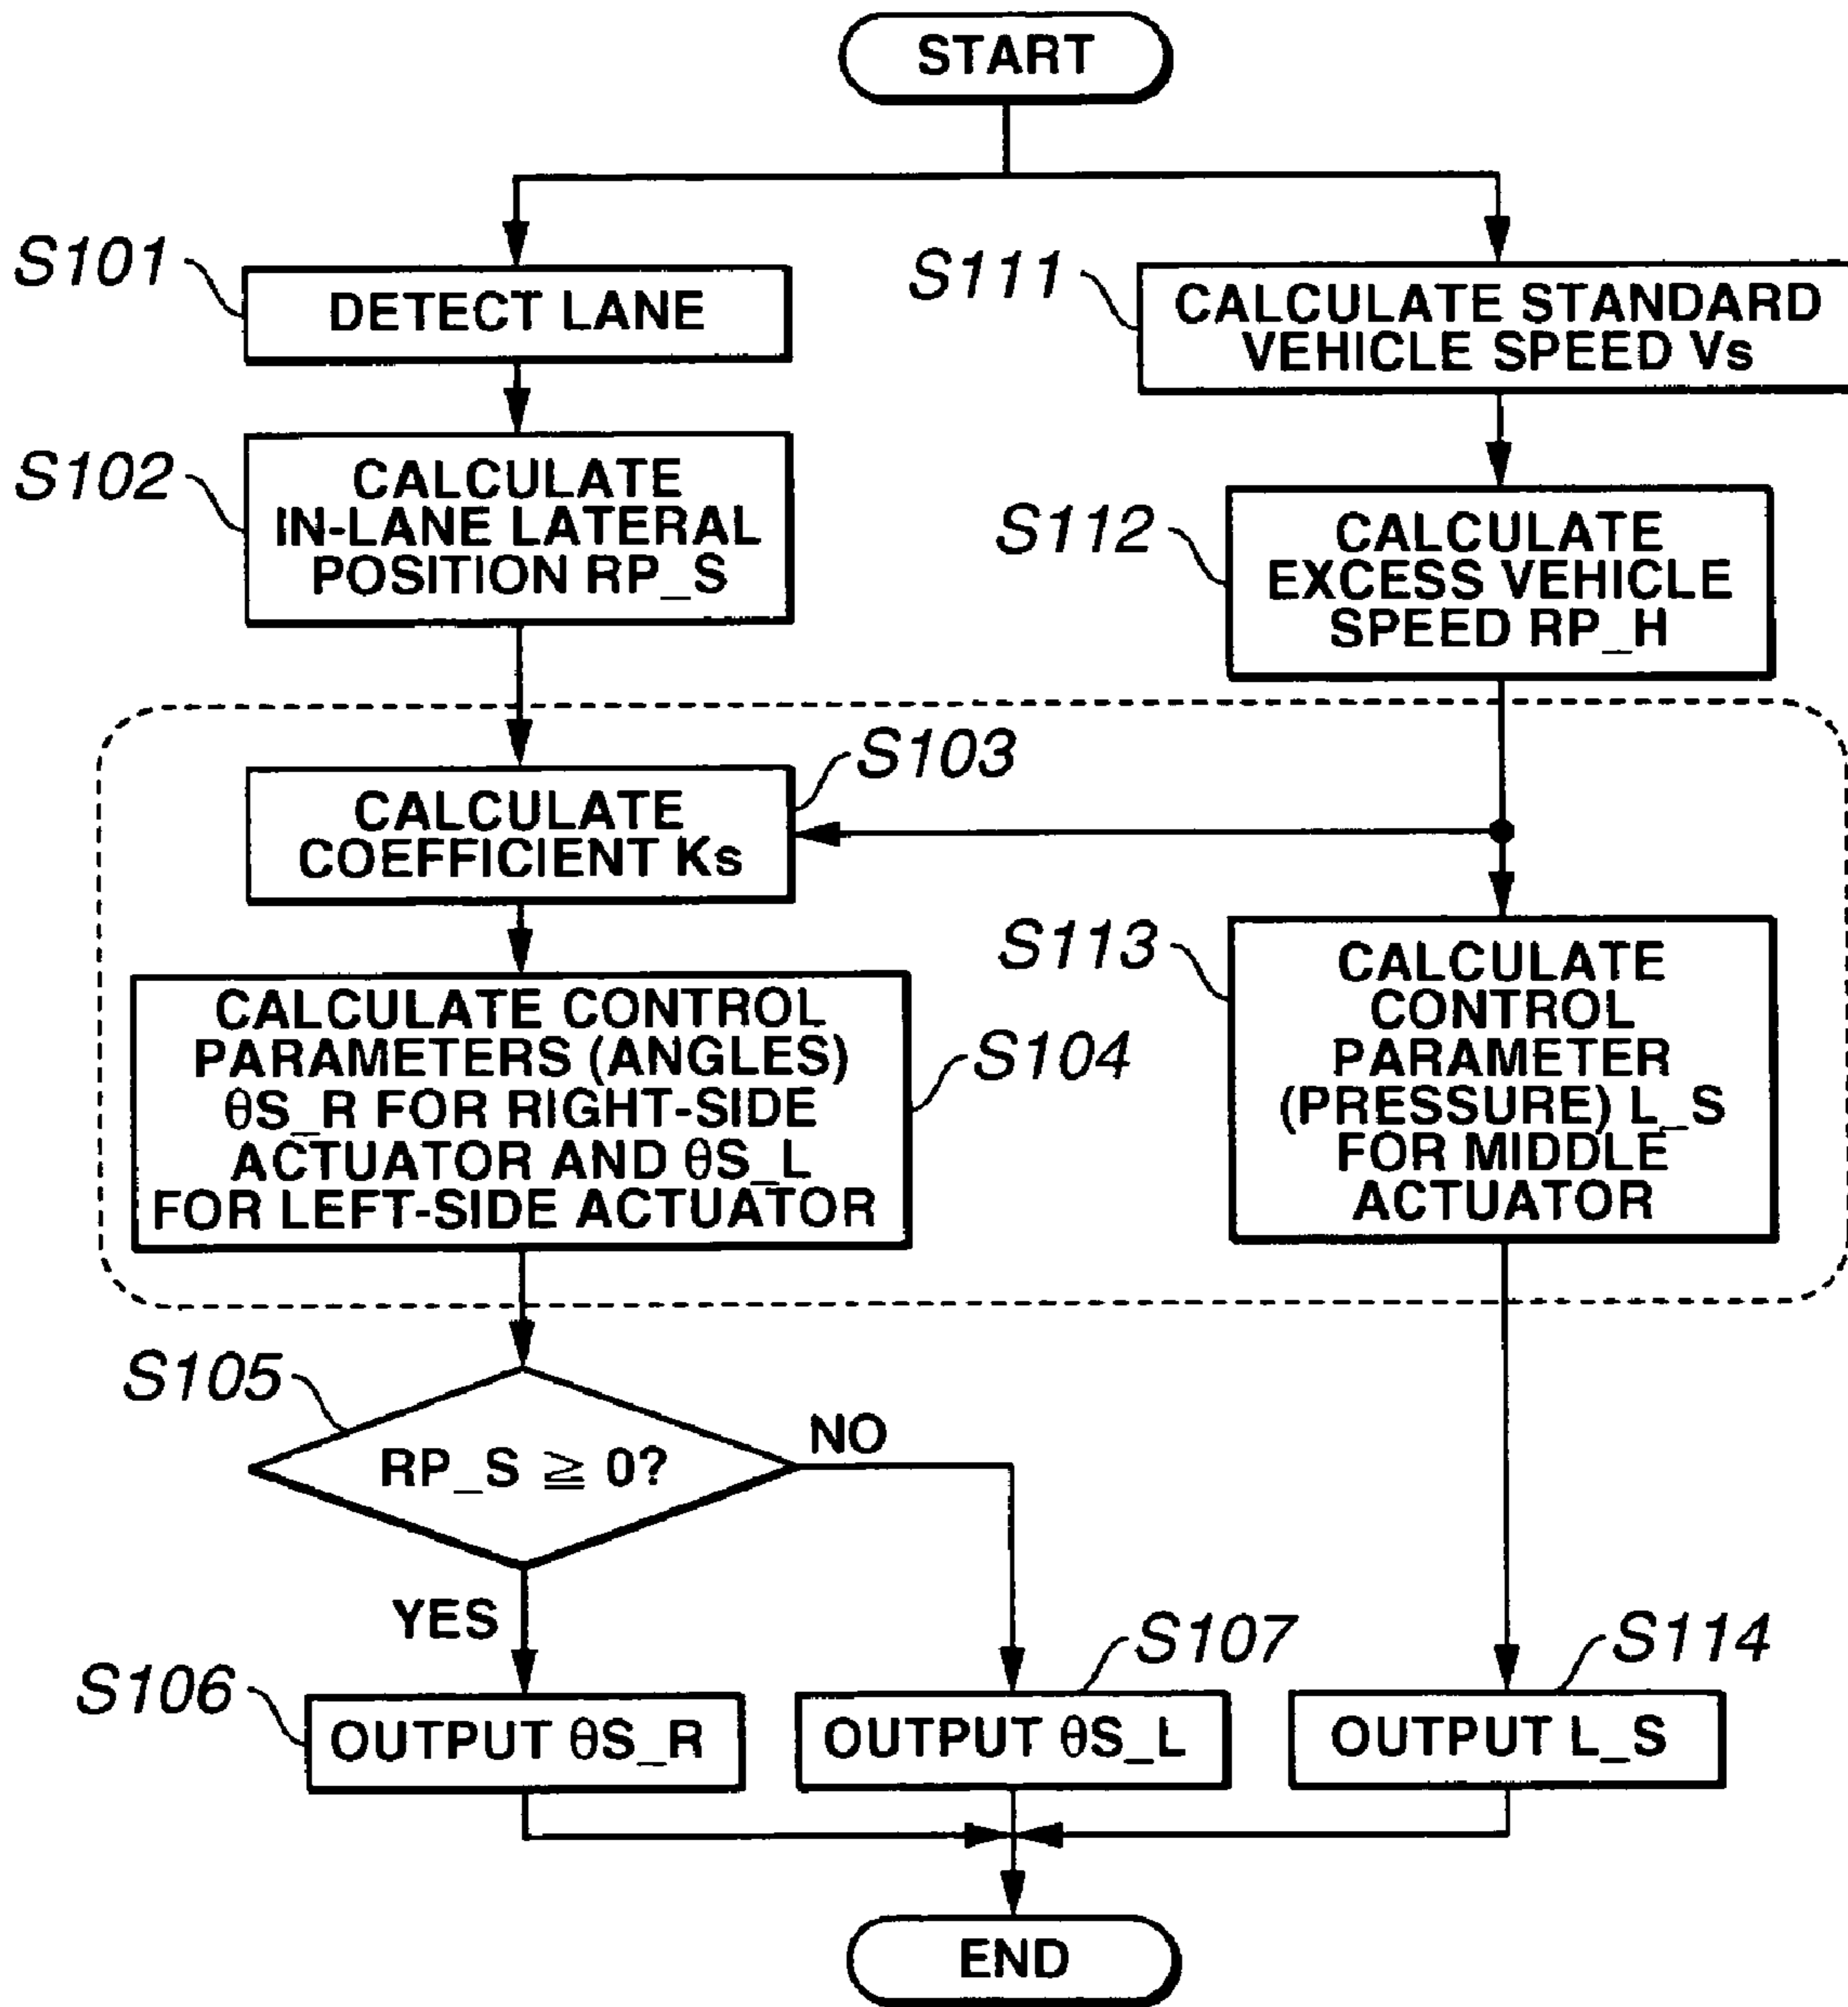 START
S101
DETECT LANE
S111
CALCULATE STANDARD
VEHICLE SPEED Vs
S102
CALCULATE
IN-LANE LATERAL
POSITION RP_S
S112
CALCULATE
EXCESS VEHICLE
SPEED RP_H
S103
CALCULATE
COEFFICIENT Ks
S104
CALCULATE CONTROL
PARAMETERS (ANGLES)
θS_R FOR RIGHT-SIDE
ACTUATOR AND θS_L
FOR LEFT-SIDE ACTUATOR
S113
CALCULATE
CONTROL
PARAMETER
(PRESSURE) L_S
FOR MIDDLE
ACTUATOR
S105
RP_S ≧ 0?
NO
YES
S106
OUTPUT θS_R
S107
OUTPUT θS_L
S114
OUTPUT L_S
END